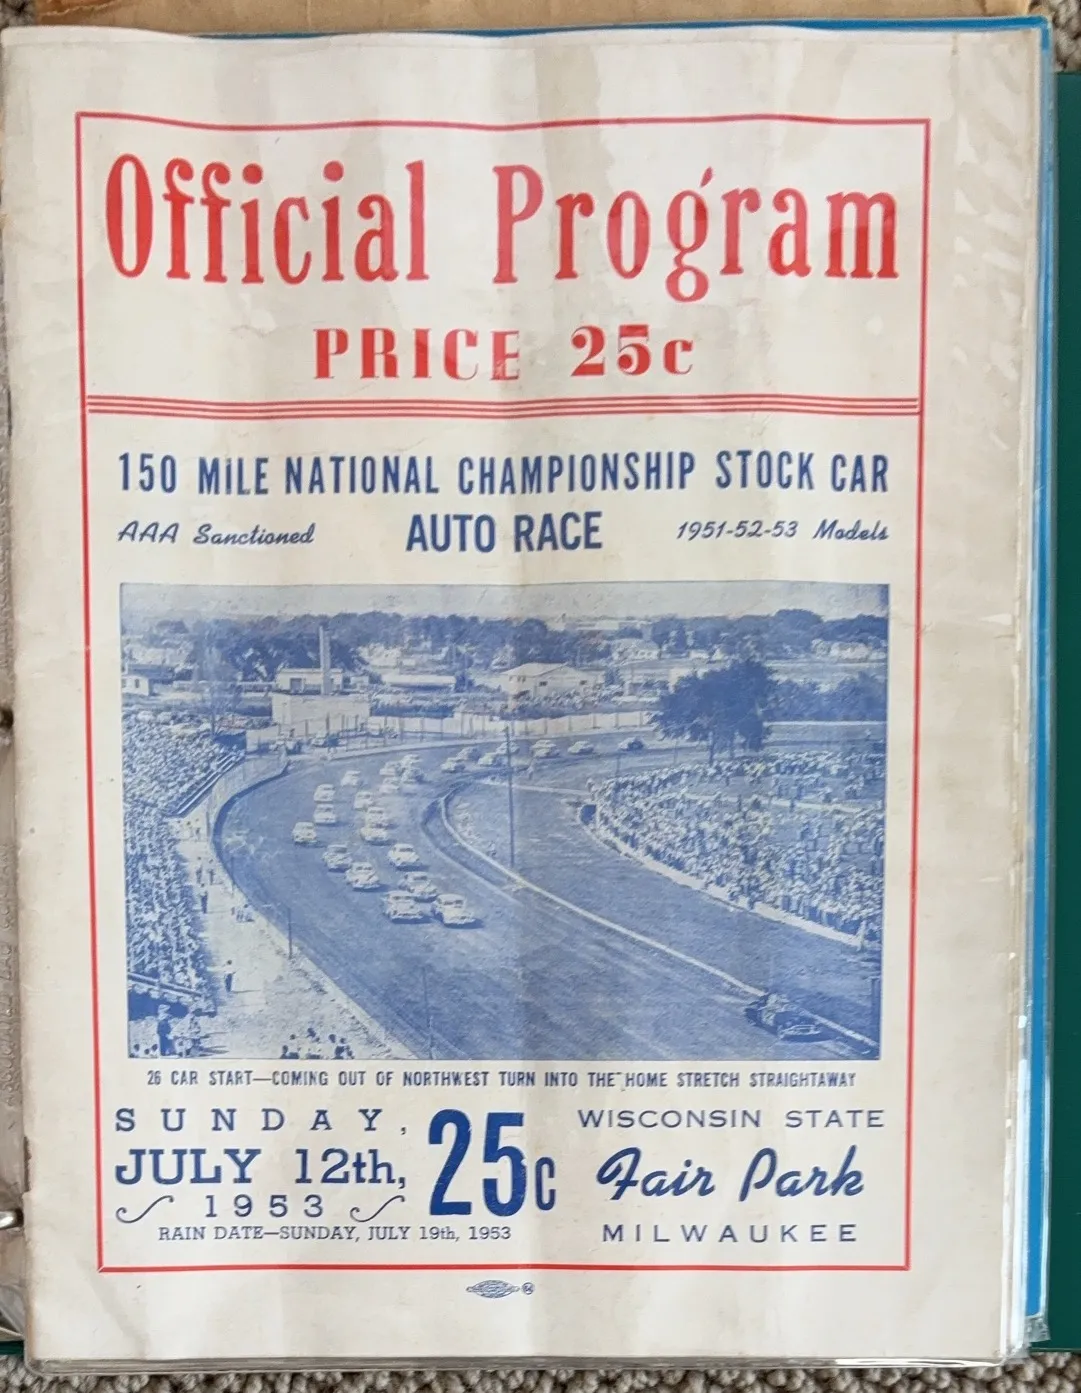 Official Program
PRICE 25c
150 MILE NATIONAL CHAMPIONSHIP STOCK CAR
AAA Sanctioned AUTO RACE 1951-52-53 Models
26 CAR START—COMING OUT OF NORTHWEST TURN INTO THE HOME STRETCH STRAIGHTAWAY
SUNDAY,
JULY 12th,
1953
RAIN DATE—SUNDAY, JULY 19th, 1953
25c
WISCONSIN STATE
Fair Park
MILWAUKEE